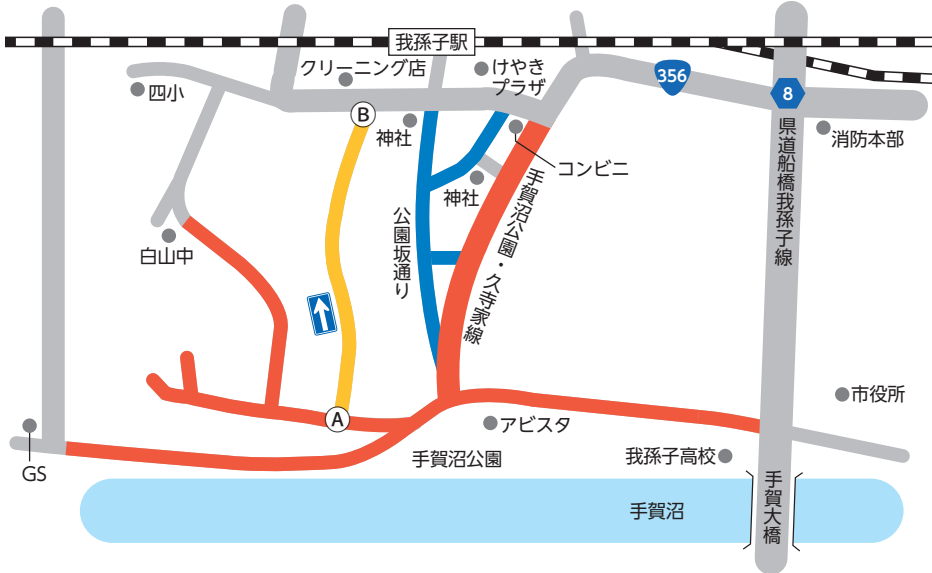 我孫子駅
クリーニング店
けやき
プラザ
356
四小
8
B
神社
消防本部
コンビニ
神社
県道船橋我孫子線
手賀沼公園・久寺家線
公園坂通り
白山中
市役所
A
アビスタ
手賀沼公園
我孫子高校
GS
手賀沼
手賀大橋